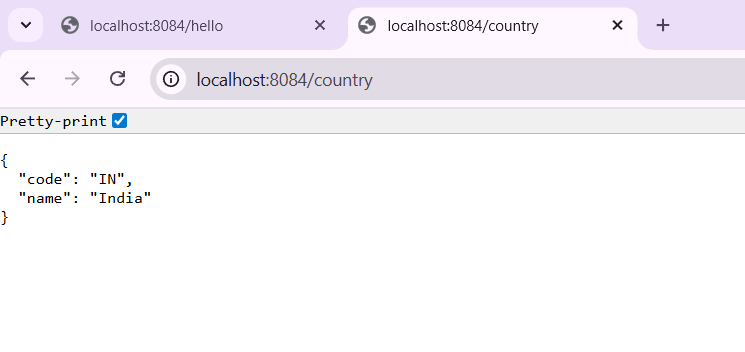 localhost:8084/hello
localhost:8084/country
localhost:8084/country
Pretty-print
{
  "code": "IN",
  "name": "India"
}